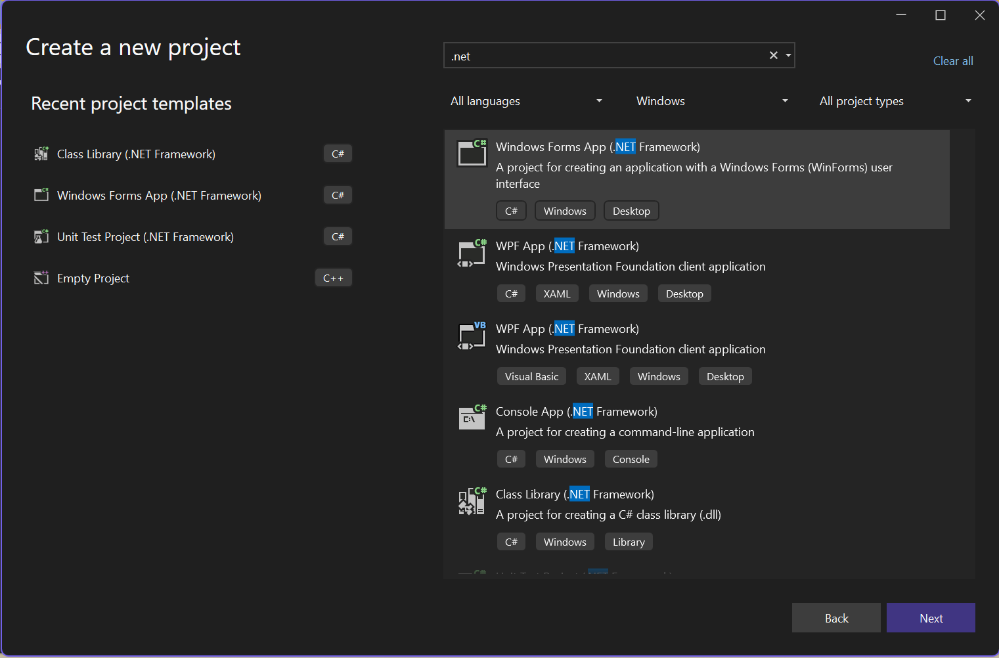 Create a new project
.net
Clear all
Recent project templates
All languages
Windows
All project types
Class Library (.NET Framework)
C#
Windows Forms App (.NET Framework)
C#
Unit Test Project (.NET Framework)
C#
Empty Project
C++
C#
Windows Forms App (.NET Framework)
A project for creating an application with a Windows Forms (WinForms) user
interface
C#
Windows
Desktop
C#
WPF App (.NET Framework)
Windows Presentation Foundation client application
C#
XAML
Windows
Desktop
VB
WPF App (.NET Framework)
Windows Presentation Foundation client application
Visual Basic
XAML
Windows
Desktop
C#
C:\
Console App (.NET Framework)
A project for creating a command-line application
C#
Windows
Console
C#
Class Library (.NET Framework)
A project for creating a C# class library (.dll)
C#
Windows
Library
Back
Next